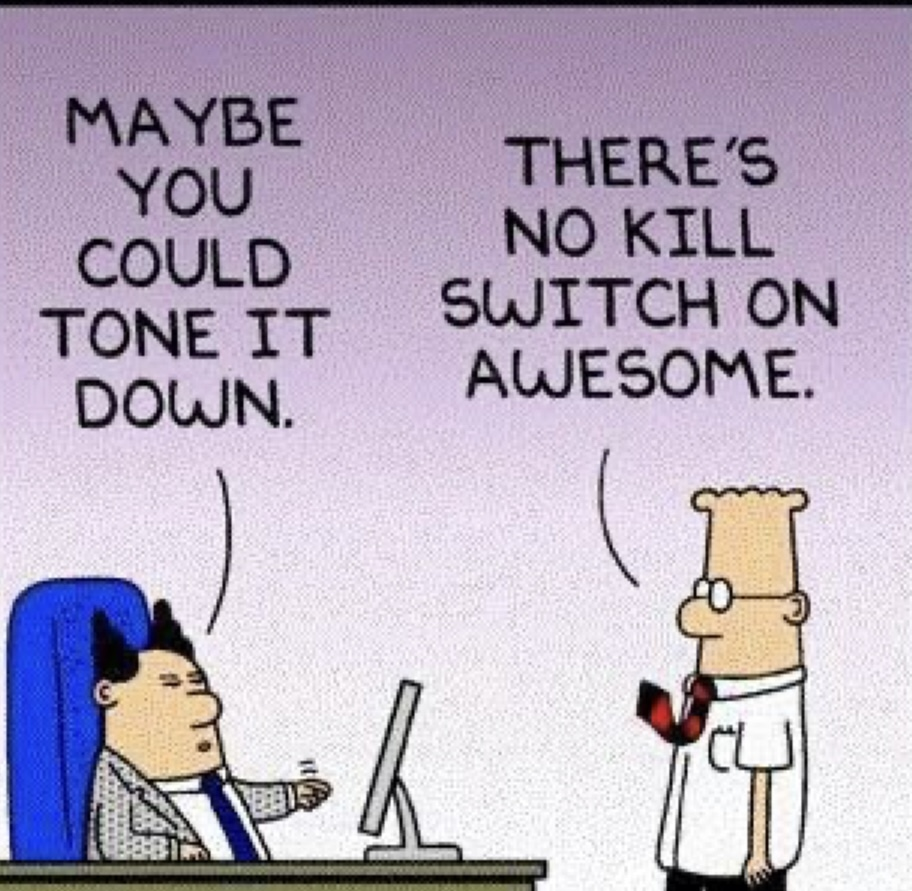 MAYBE
YOU
COULD
TONE IT
DOWN.
THERE'S
NO KILL
SWITCH ON
AWESOME.